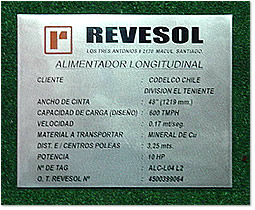 r REVESOL
LOS TRES ANTONIOS # 2170 MACUL, SANTIAGO.
ALIMENTADOR LONGITUDINAL
CLIENTE : CODELCO CHILE
DIVISION EL TENIENTE
ANCHO DE CINTA : 48" (1219 mm.)
CAPACIDAD DE CARGA (DISEÑO) : 600 TMPH
VELOCIDAD : 0.17 mt/seg.
MATERIAL A TRANSPORTAR : MINERAL DE Cu
DIST. E / CENTROS POLEAS : 3,25 mts.
POTENCIA : 10 HP
Nº DE TAG : ALC-L04 L2
O. T. REVESOL Nº : 4500399064